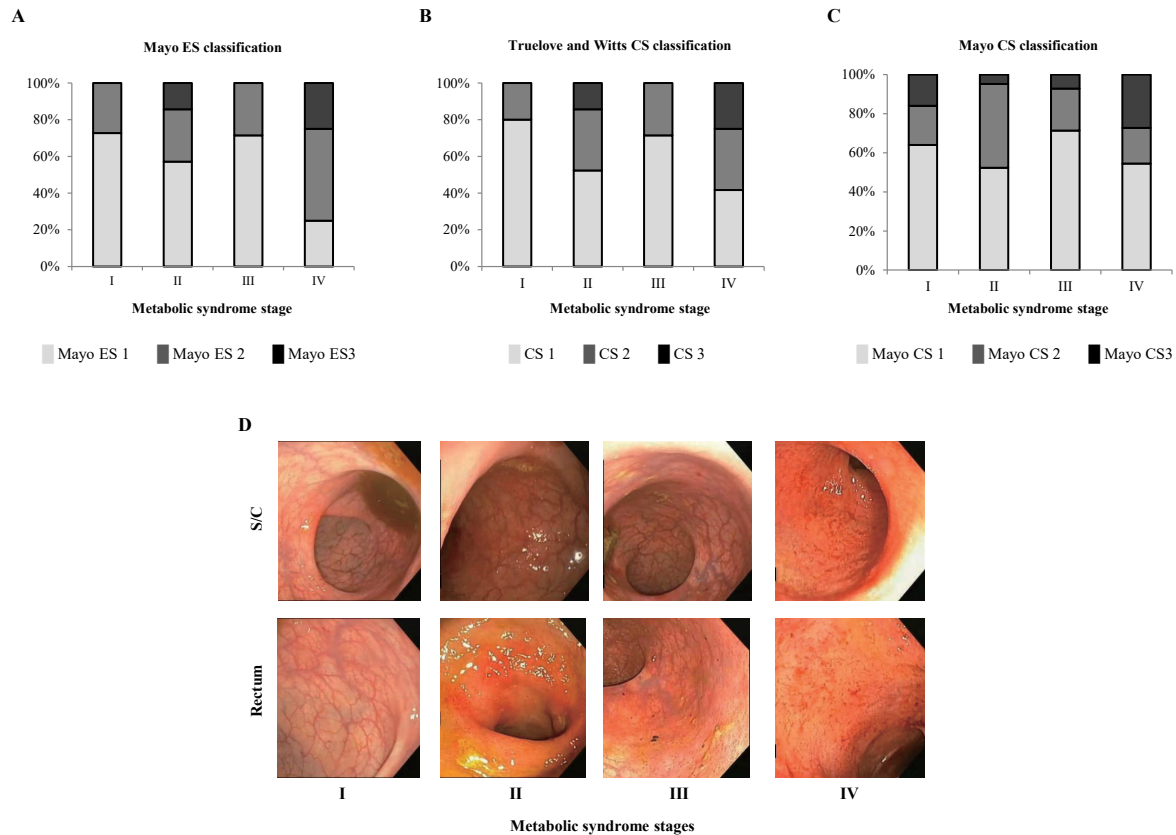 A
Mayo ES classification
100%
80%
60%
40%
20%
0%
I II III IV
Metabolic syndrome stage
Mayo ES 1 Mayo ES 2 Mayo ES3
B
Truelove and Witts CS classification
100%
80%
60%
40%
20%
0%
I II III IV
Metabolic syndrome stage
CS 1 CS 2 CS 3
C
Mayo CS classification
100%
80%
60%
40%
20%
0%
I II III IV
Metabolic syndrome stage
Mayo CS 1 Mayo CS 2 Mayo CS3
D
S/C
Rectum
I II III IV
Metabolic syndrome stages